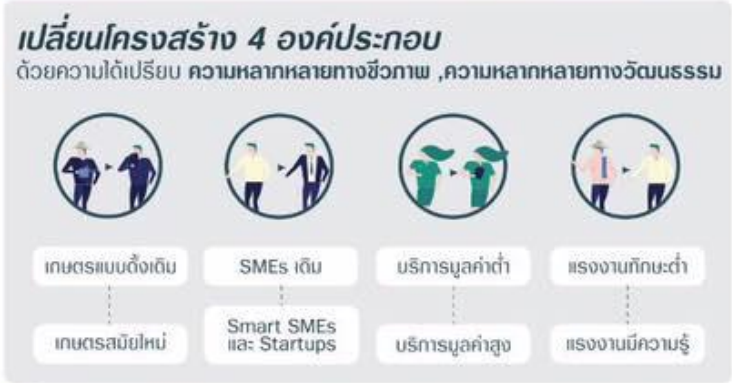 เปลี่ยนโครงสร้าง 4 องค์ประกอบ
ด้วยความได้เปรียบ ความหลากหลายทางชีวภาพ ,ความหลากหลายทางวัฒนธรรม
เกษตรแบบดั้งเดิม
เกษตรสมัยใหม่
SMEs เดิม
Smart SMEs
และ Startups
บริการมูลค่าต่ำ
บริการมูลค่าสูง
แรงงานทักษะต่ำ
แรงงานมีความรู้